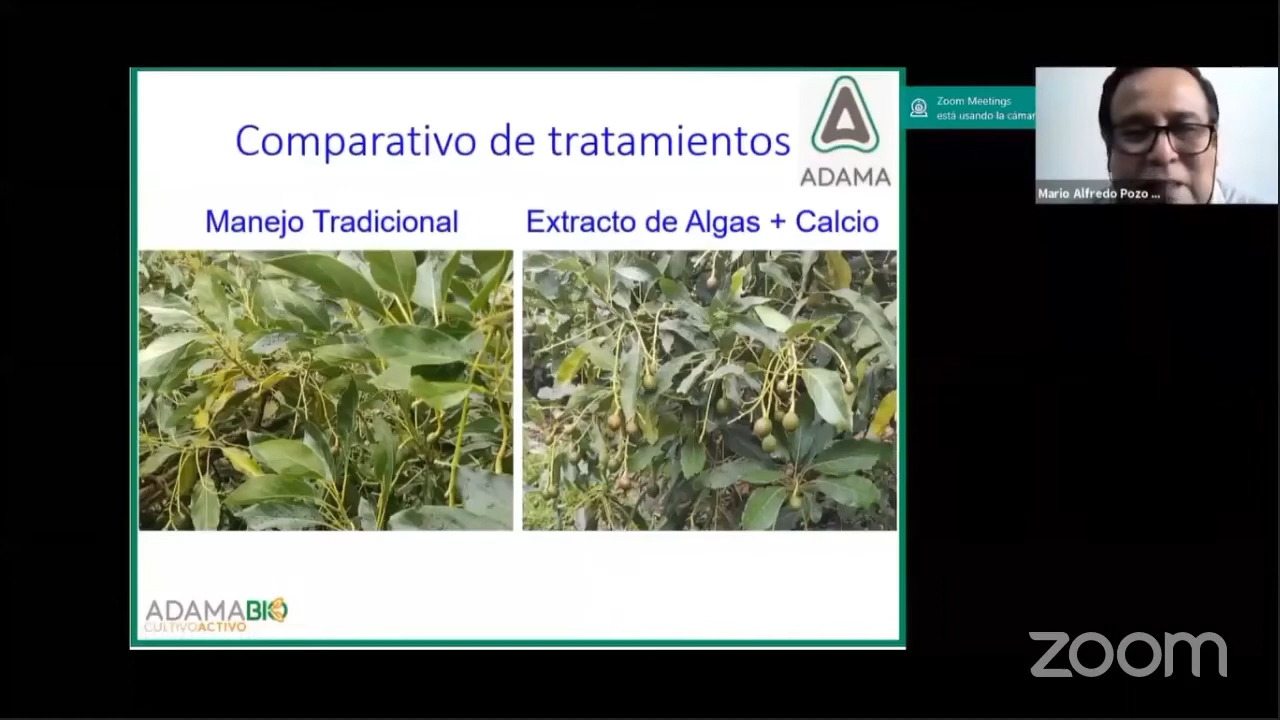 Comparativo de tratamientos
ADAMA
Manejo Tradicional
Extracto de Algas + Calcio
ADAMABIO
CULTIVOACTIVO
Zoom Meetings
está usando la cámar
Mario Alfredo Pozo ...
zoom